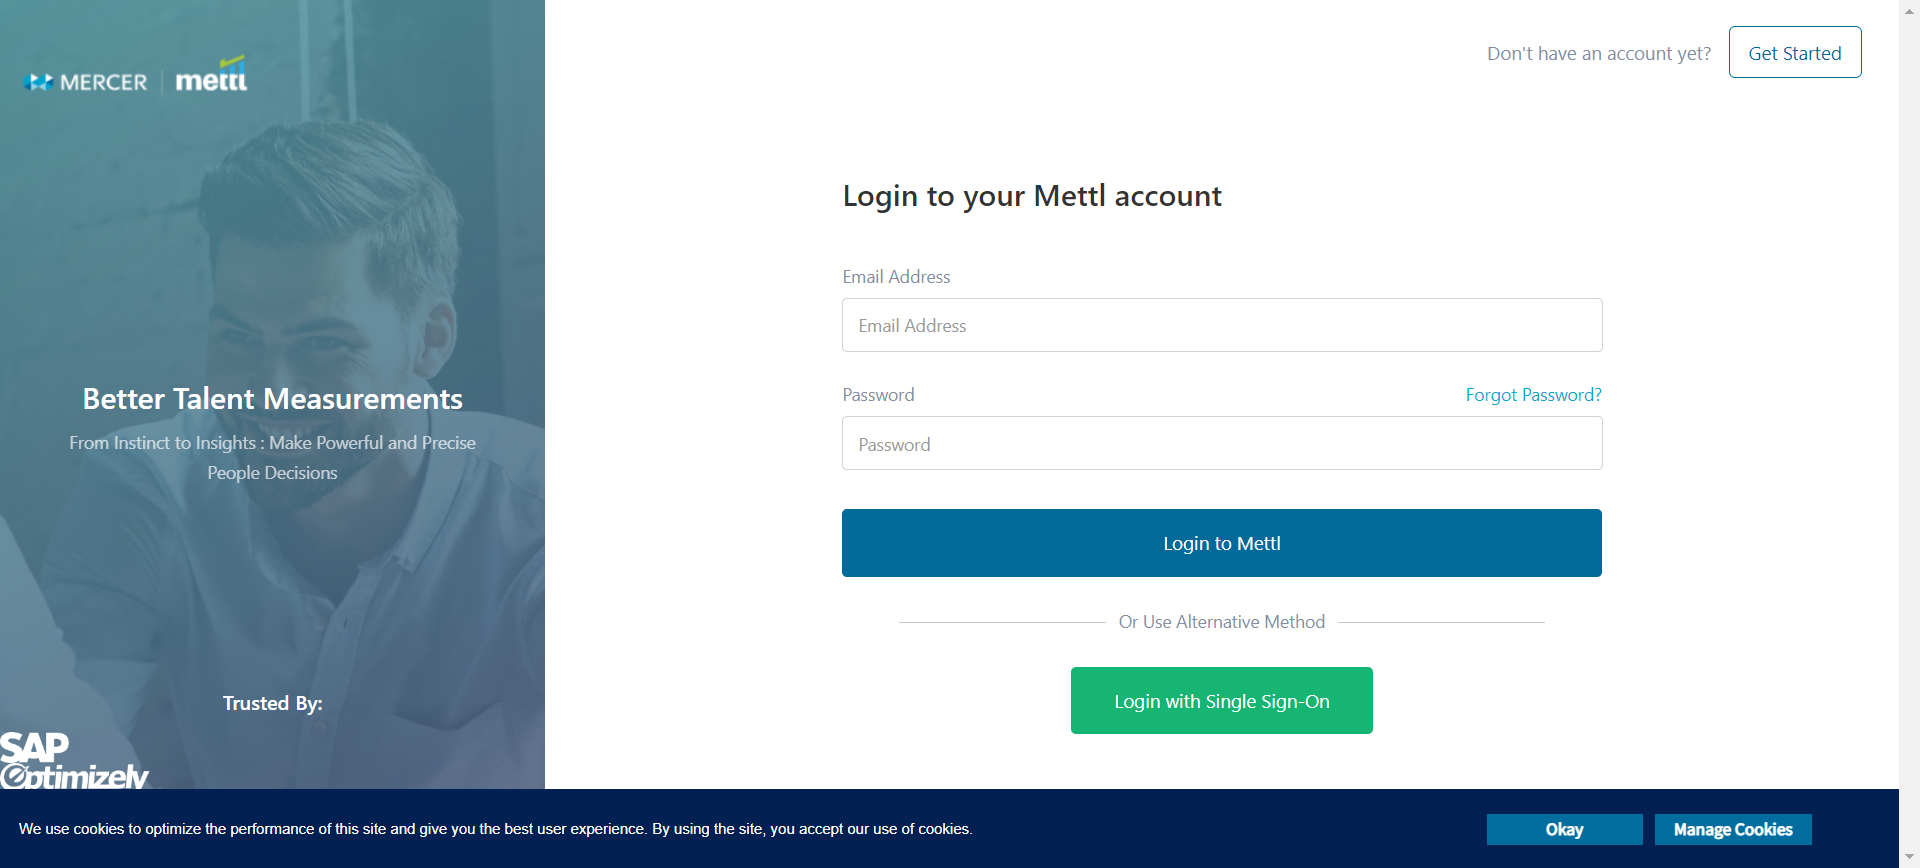 MERCER | mettl
Don't have an account yet?
Get Started
Login to your Mettl account
Email Address
Email Address
Password
Forgot Password?
Password
Login to Mettl
Or Use Alternative Method
Login with Single Sign-On
Better Talent Measurements
From Instinct to Insights : Make Powerful and Precise
People Decisions
Trusted By:
SAP
Optimizely
We use cookies to optimize the performance of this site and give you the best user experience. By using the site, you accept our use of cookies.
Okay
Manage Cookies